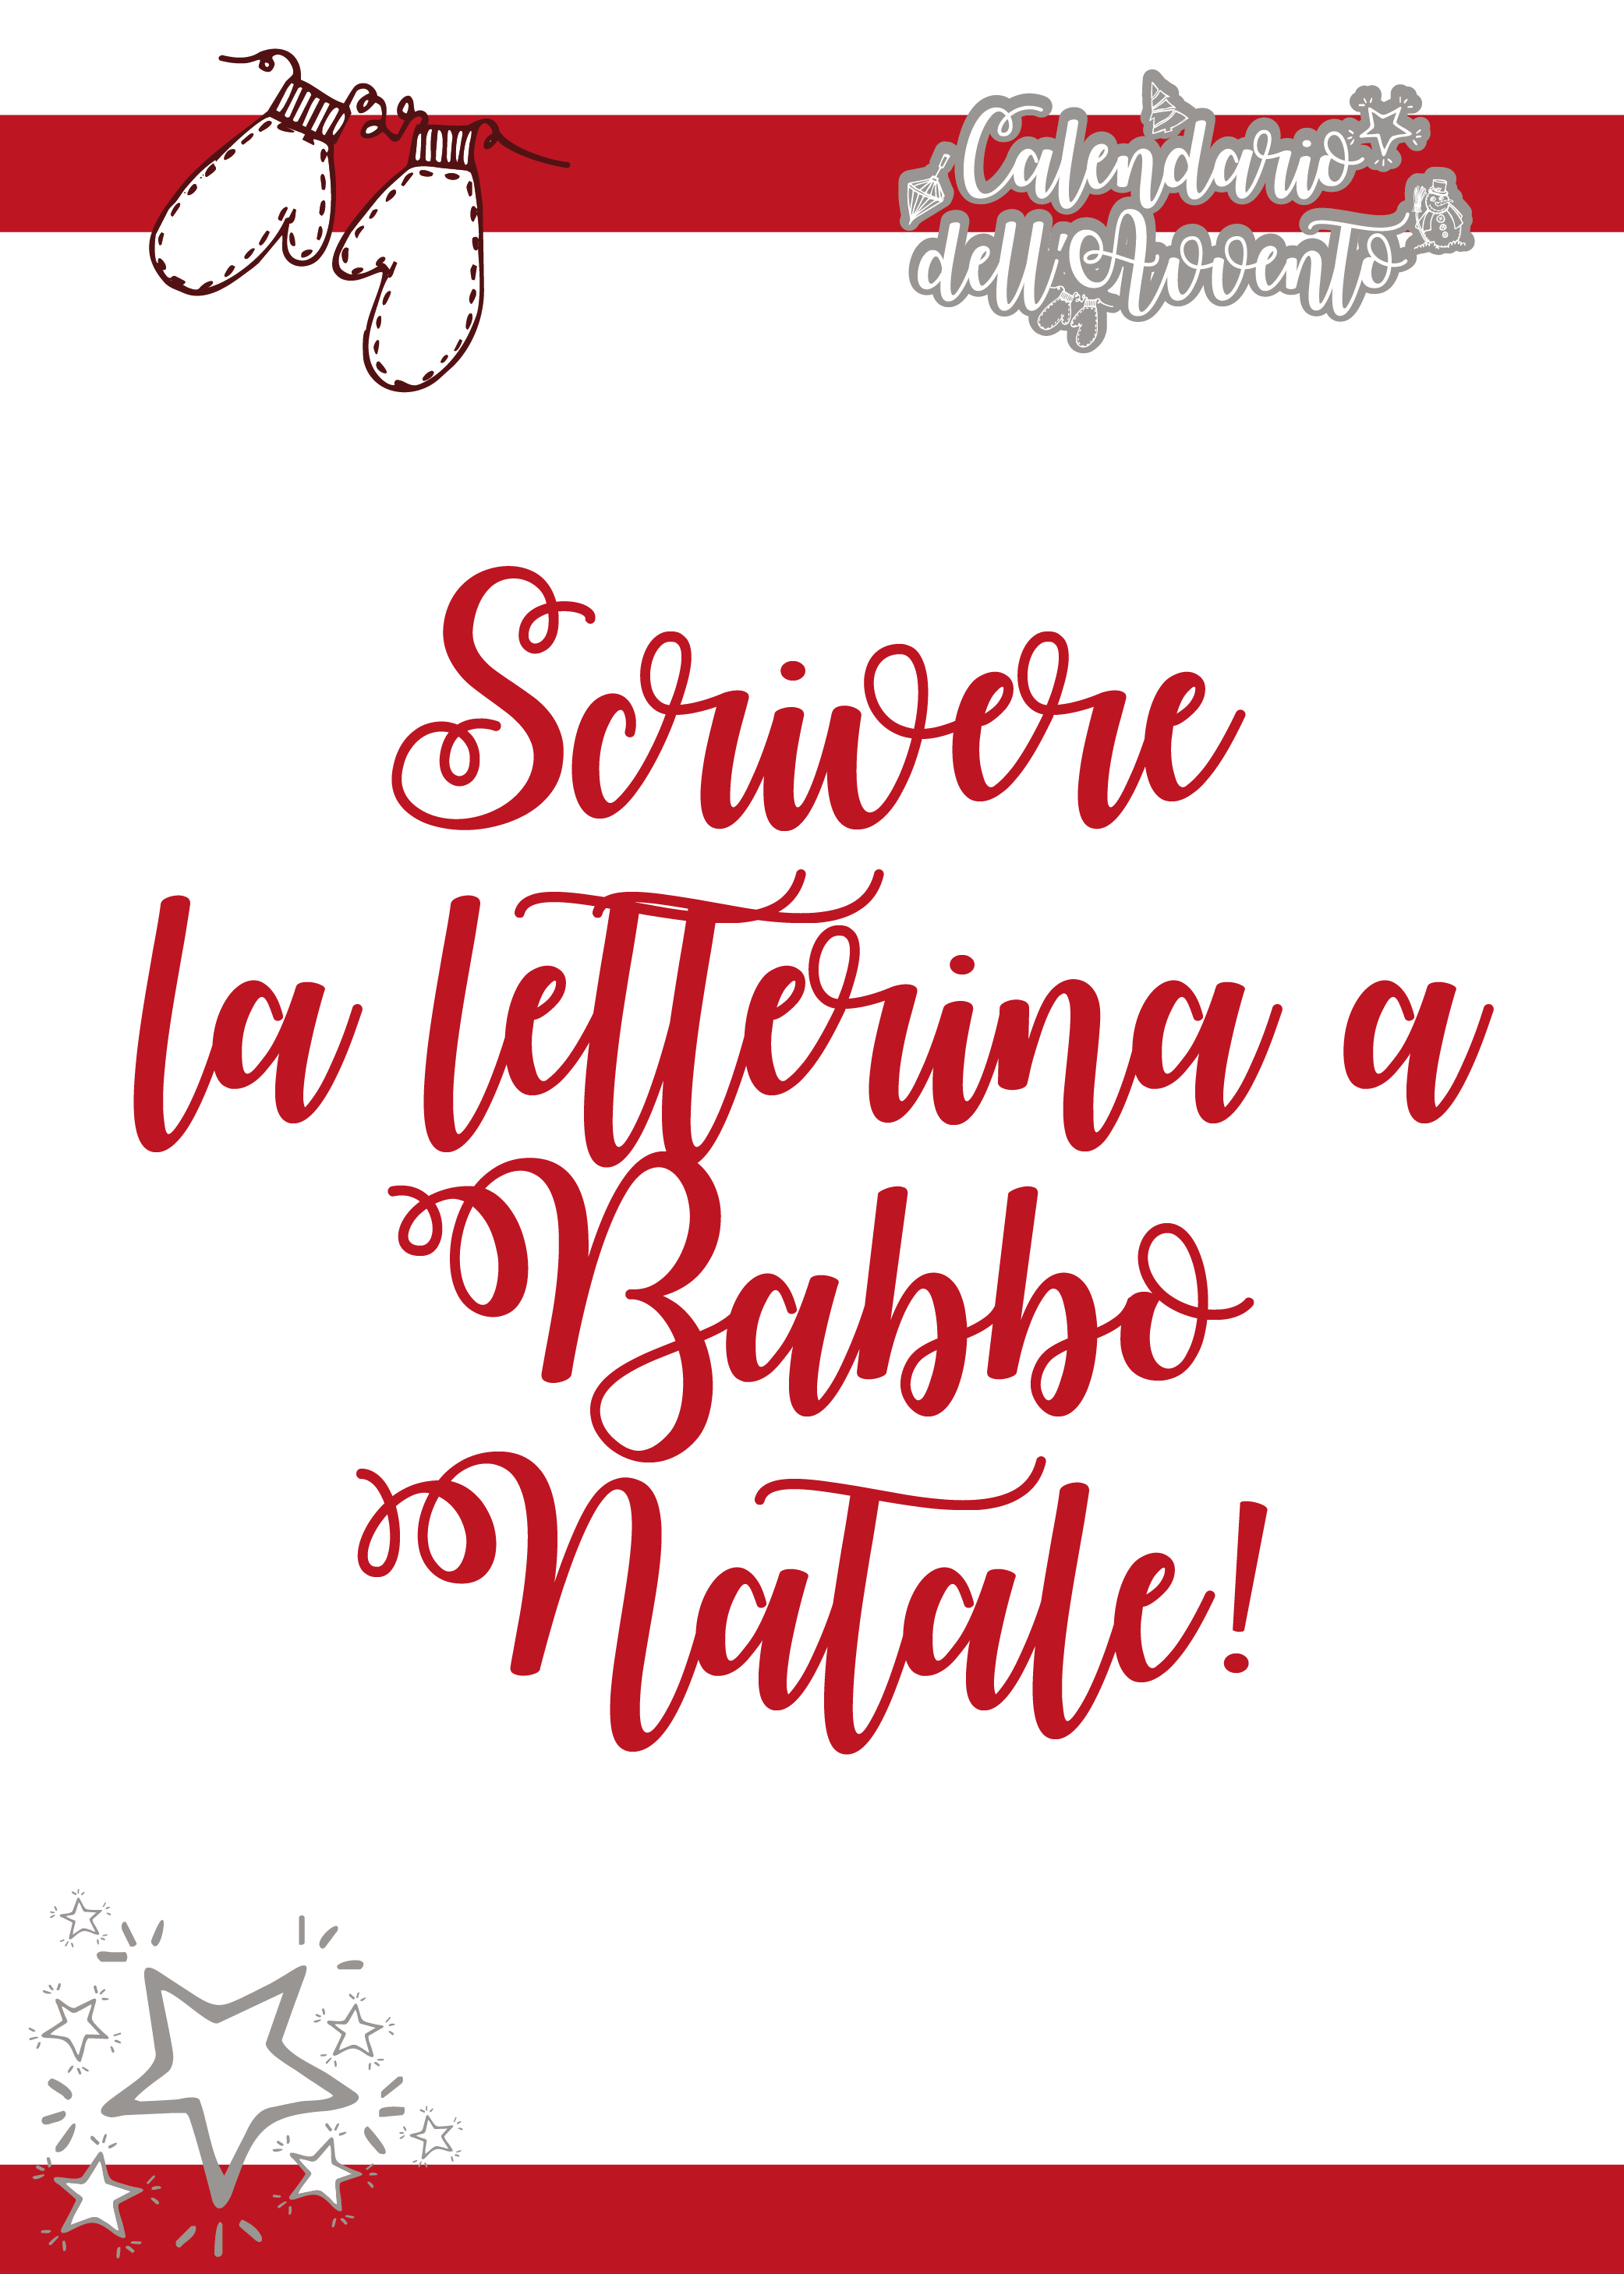 Calendario
dell'Avvento
Scrivere
la letterina a
Babbo
Natale!